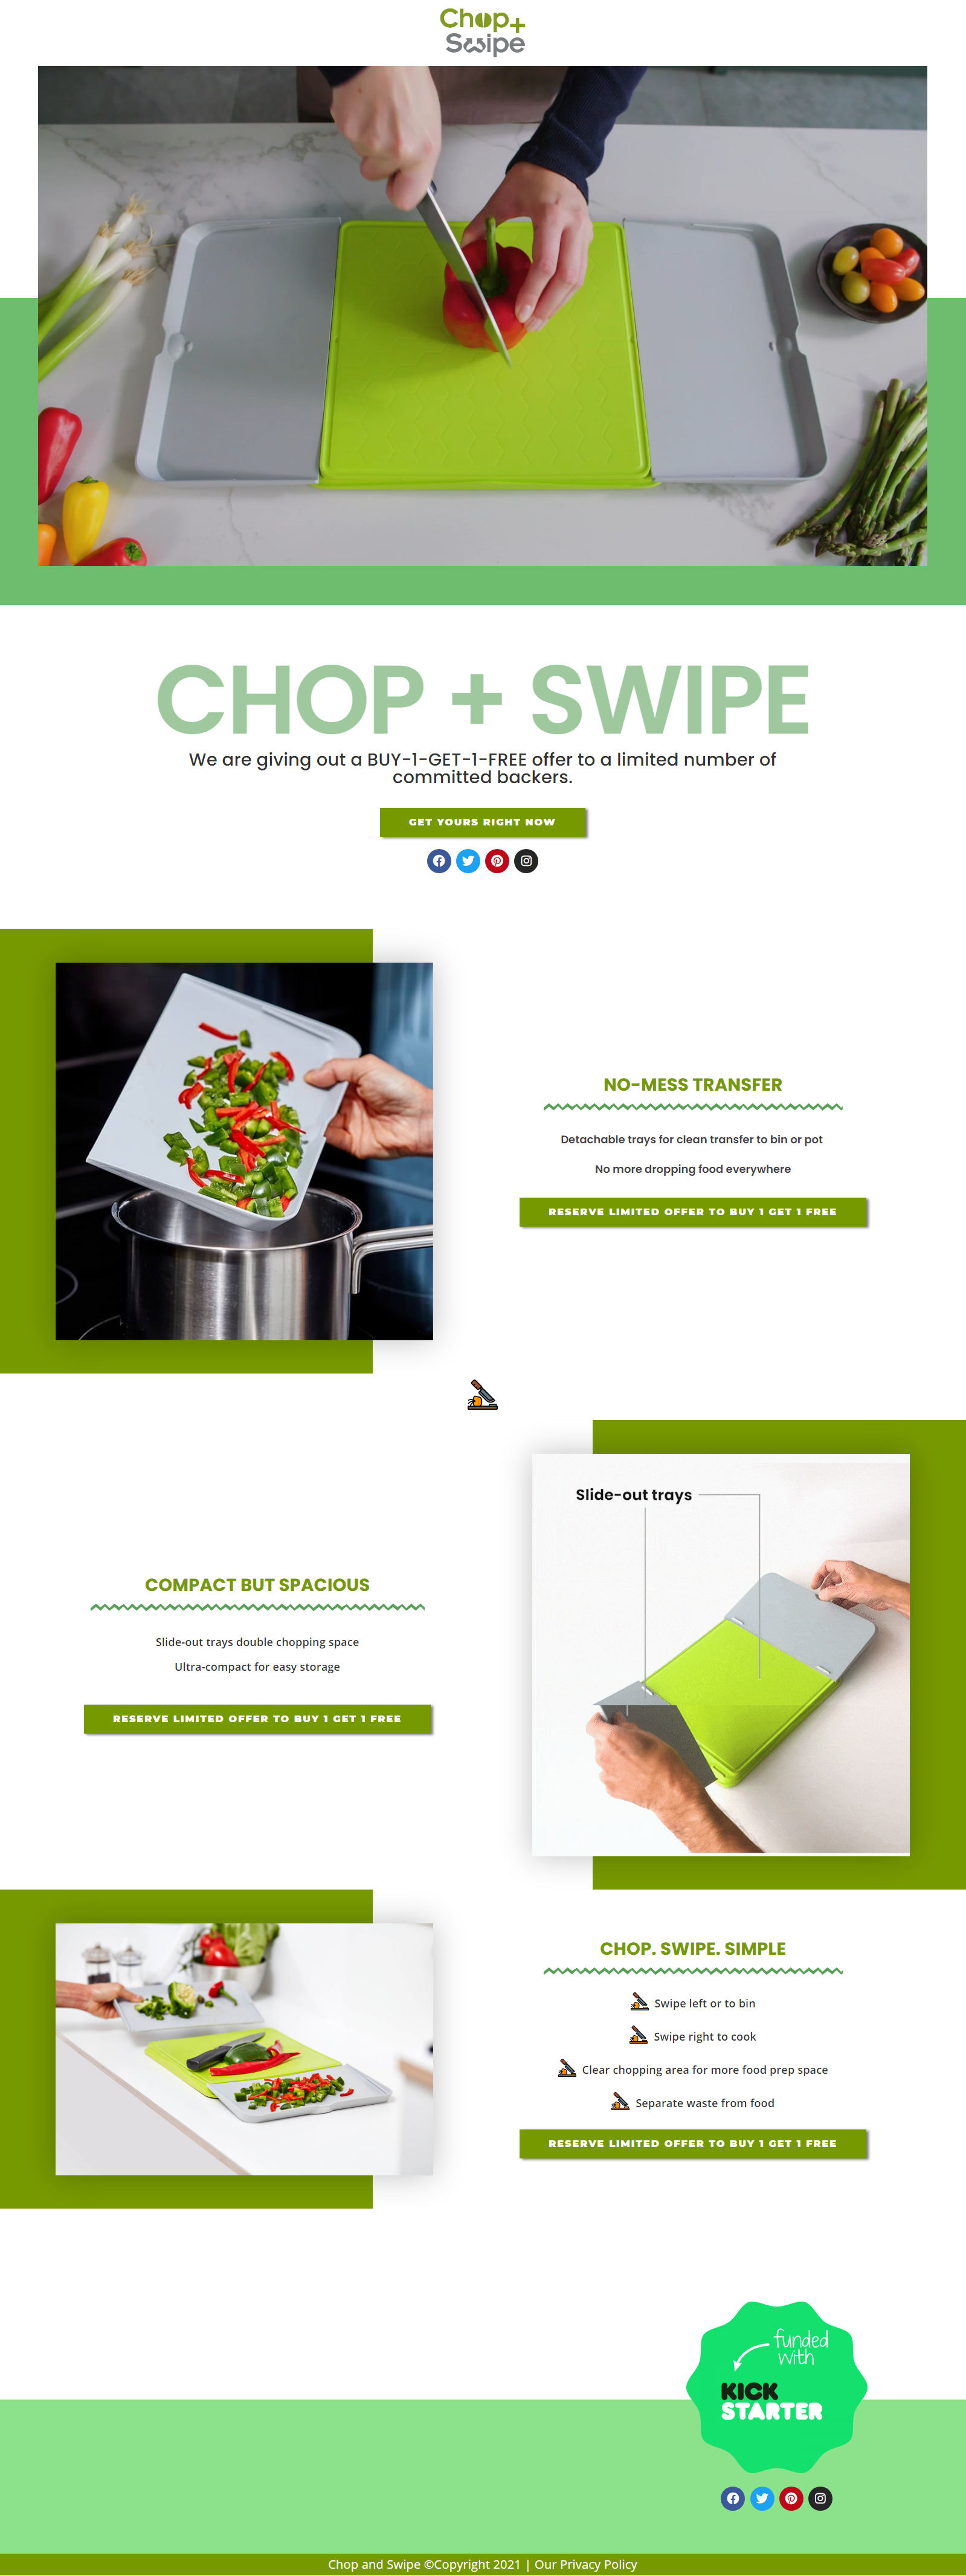 Chop+
Swipe
CHOP + SWIPE
We are giving out a BUY-1-GET-1-FREE offer to a limited number of
committed backers.
GET YOURS RIGHT NOW
NO-MESS TRANSFER
Detachable trays for clean transfer to bin or pot
No more dropping food everywhere
RESERVE LIMITED OFFER TO BUY 1 GET 1 FREE
Slide-out trays
COMPACT BUT SPACIOUS
Slide-out trays double chopping space
Ultra-compact for easy storage
RESERVE LIMITED OFFER TO BUY 1 GET 1 FREE
CHOP. SWIPE. SIMPLE
Swipe left or to bin
Swipe right to cook
Clear chopping area for more food prep space
Separate waste from food
RESERVE LIMITED OFFER TO BUY 1 GET 1 FREE
funded
with
KICK
STARTER
Chop and Swipe ©Copyright 2021 | Our Privacy Policy